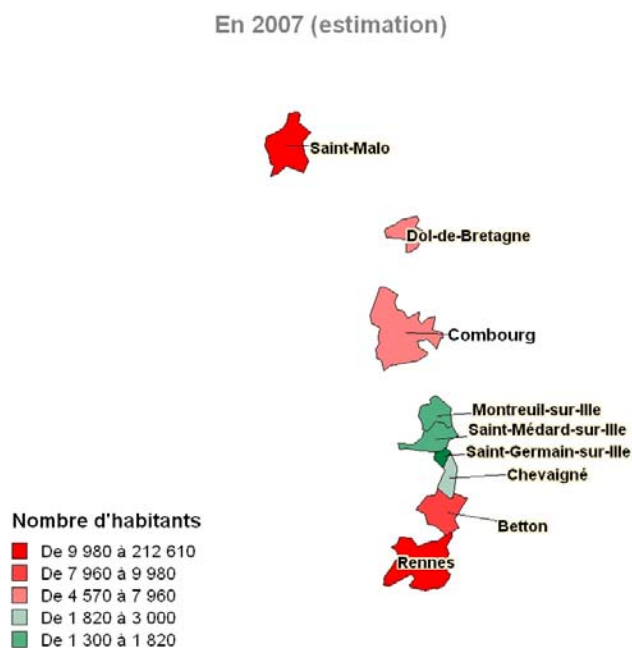 En 2007 (estimation)
Saint-Malo
Dol-de-Bretagne
Combourg
Montreuil-sur-Ille
Saint-Médard-sur-Ille
Saint-Germain-sur-Ille
Chevaigné
Betton
Rennes
Nombre d'habitants
De 9 980 à 212 610
De 7 960 à 9 980
De 4 570 à 7 960
De 1 820 à 3 000
De 1 300 à 1 820